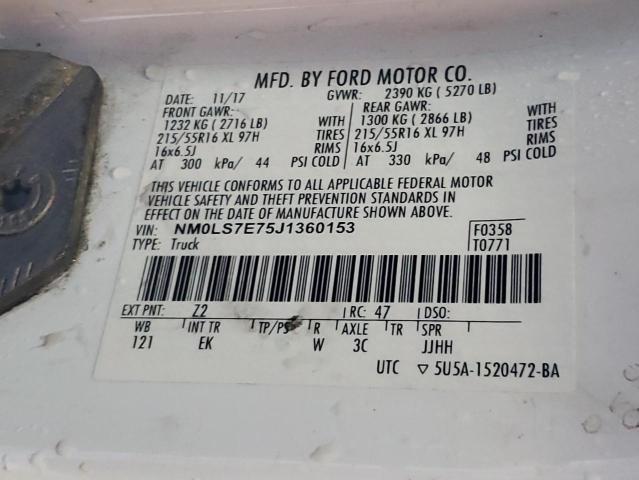 MFD. BY FORD MOTOR CO.
DATE: 11/17 GVWR: 2390 KG ( 5270 LB)
FRONT GAWR: REAR GAWR:
1232 KG ( 2716 LB) WITH 1300 KG ( 2866 LB) WITH
215/55R16 XL 97H TIRES 215/55R16 XL 97H TIRES
16x6.5J RIMS 16x6.5J RIMS
AT 300 kPa/ 44 PSI COLD AT 330 kPa/ 48 PSI COLD
THIS VEHICLE CONFORMS TO ALL APPLICABLE FEDERAL MOTOR
VEHICLE SAFETY AND THEFT PREVENTION STANDARDS IN
EFFECT ON THE DATE OF MANUFACTURE SHOWN ABOVE.
VIN: NM0LS7E75J1360153 F0358
TYPE: Truck T0771
EXT PNT: Z2 RC: 47 DSO:
WB INT TR TP/PS R AXLE TR SPR
121 EK W 3C JJHH
UTC ▽ 5U5A-1520472-BA